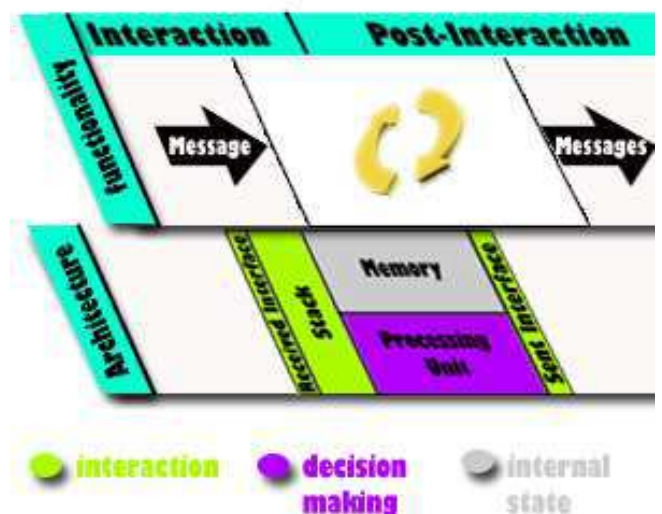 Interaction
Post-Interaction
Functionality
Message
Messages
Architecture
Received Interface
Stack
Memory
Processing
Unit
Sent Interface
interaction
decision
making
internal
state